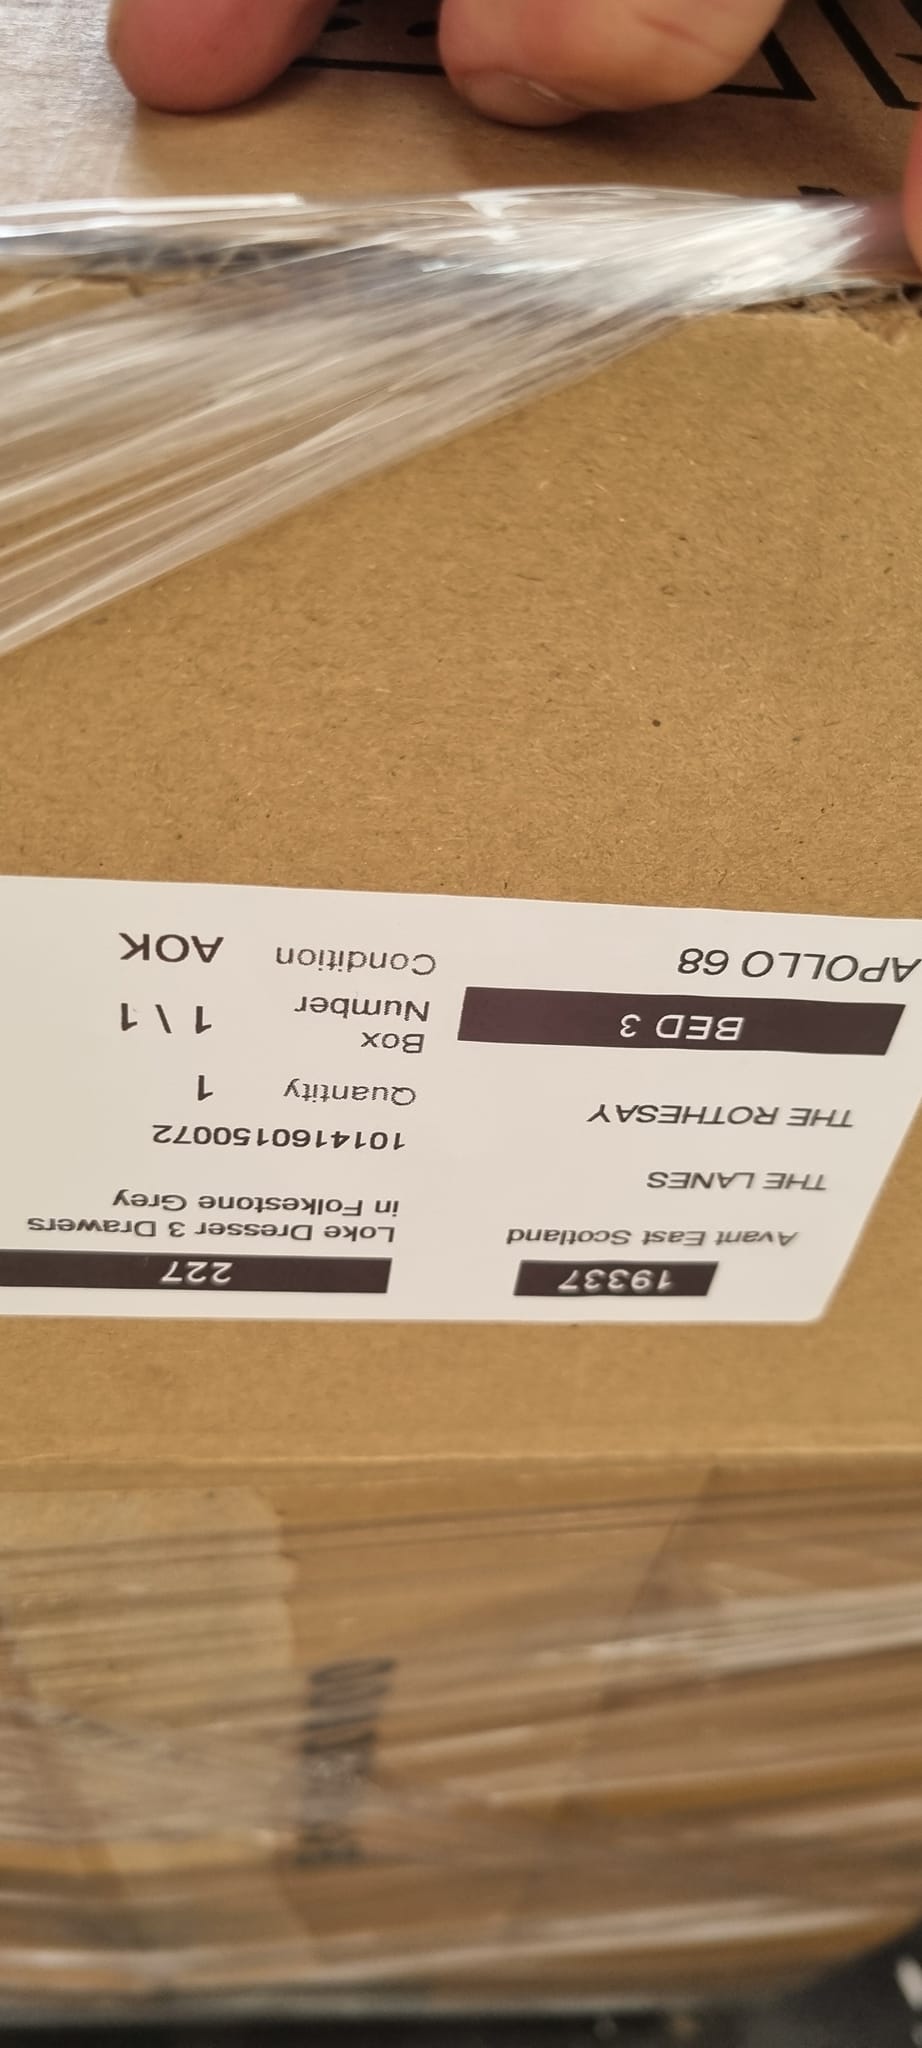 19337
Avant East Scotland
THE LANES
THE ROTHESAY
BED 3
APOLLO 68
227
Loke Dresser 3 Drawers
in Folkestone Grey
1014160150072
Quantity 1
Box
Number 1 \ 1
Condition AOK